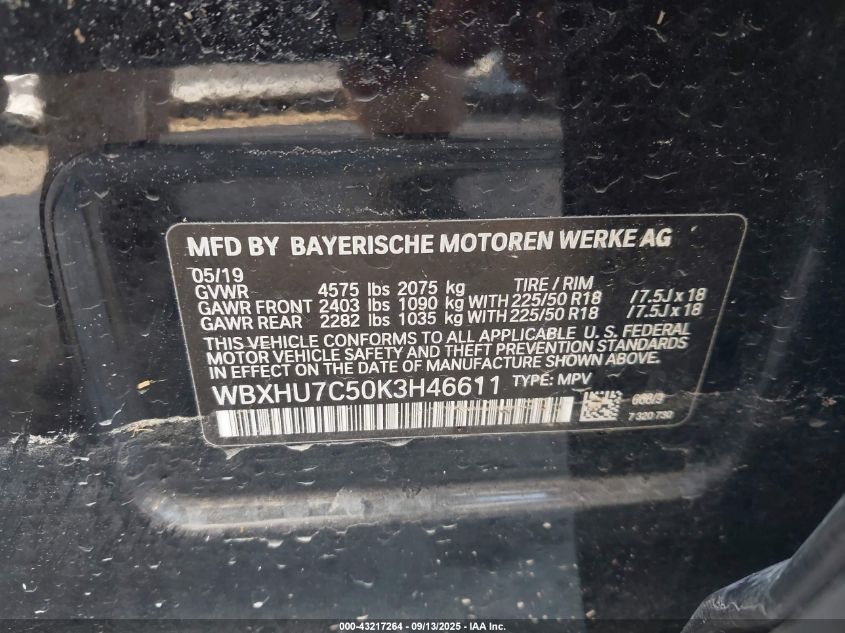 MFD BY BAYERISCHE MOTOREN WERKE AG
05/19
GVWR 4575 lbs 2075 kg TIRE / RIM
GAWR FRONT 2403 lbs 1090 kg WITH 225/50 R18 /7.5J x 18
GAWR REAR 2282 lbs 1035 kg WITH 225/50 R18 /7.5J x 18
THIS VEHICLE CONFORMS TO ALL APPLICABLE U. S. FEDERAL
MOTOR VEHICLE SAFETY AND THEFT PREVENTION STANDARDS
IN EFFECT ON THE DATE OF MANUFACTURE SHOWN ABOVE.
WBXHU7C50K3H46611 TYPE: MPV
7 320 730
000-43217264 - 09/13/2025 - IAA Inc.